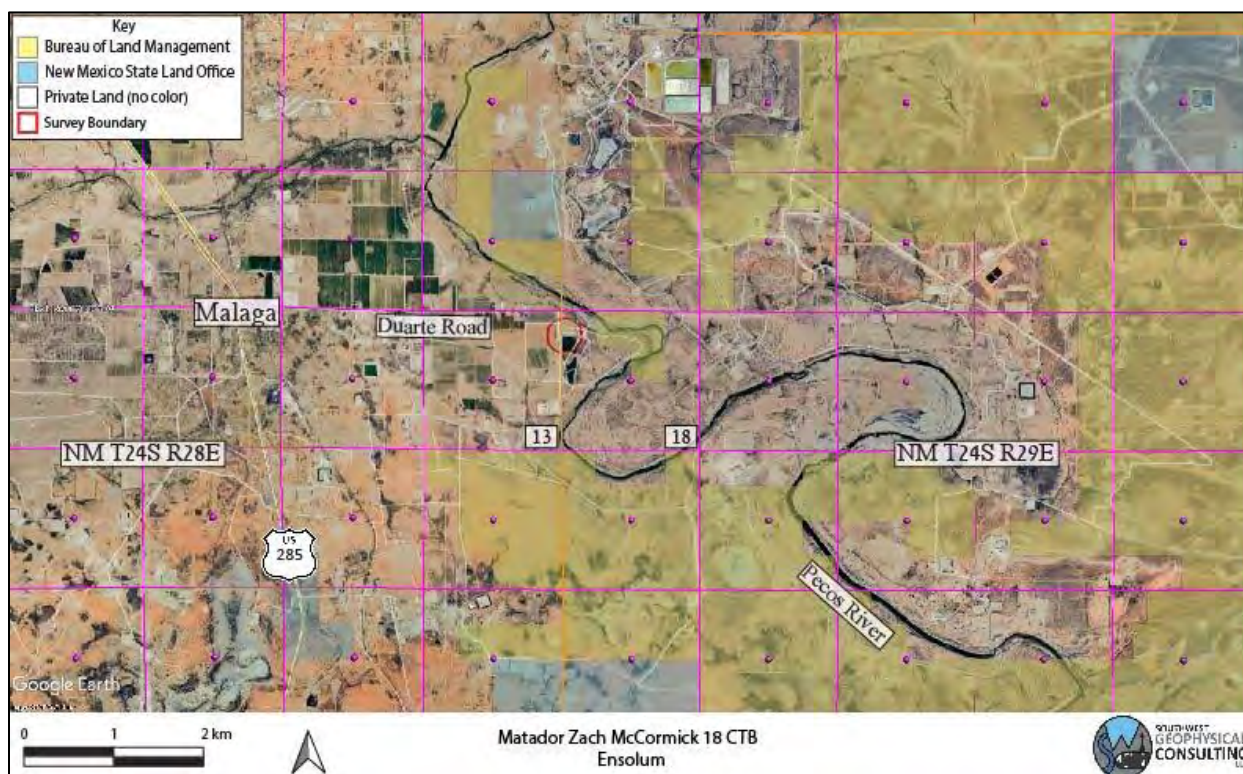 Key
Bureau of Land Management
New Mexico State Land Office
Private Land (no color)
Survey Boundary
Malaga
Duarte Road
13
18
NM T24S R28E
NM T24S R29E
US
285
Pecos River
Google Earth
0 1 2 km
Matador Zach McCormick 18 CTB
Ensolum
SOUTHWEST
GEOPHYSICAL
CONSULTING